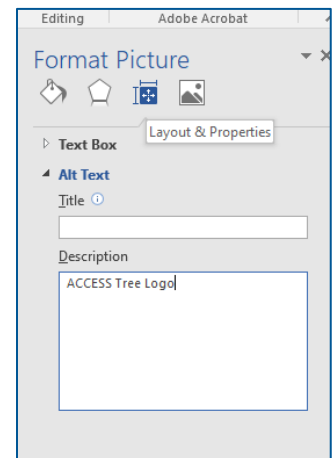 Editing Adobe Acrobat
Format Picture
Layout & Properties
Text Box
Alt Text
Title
Description
ACCESS Tree Logo